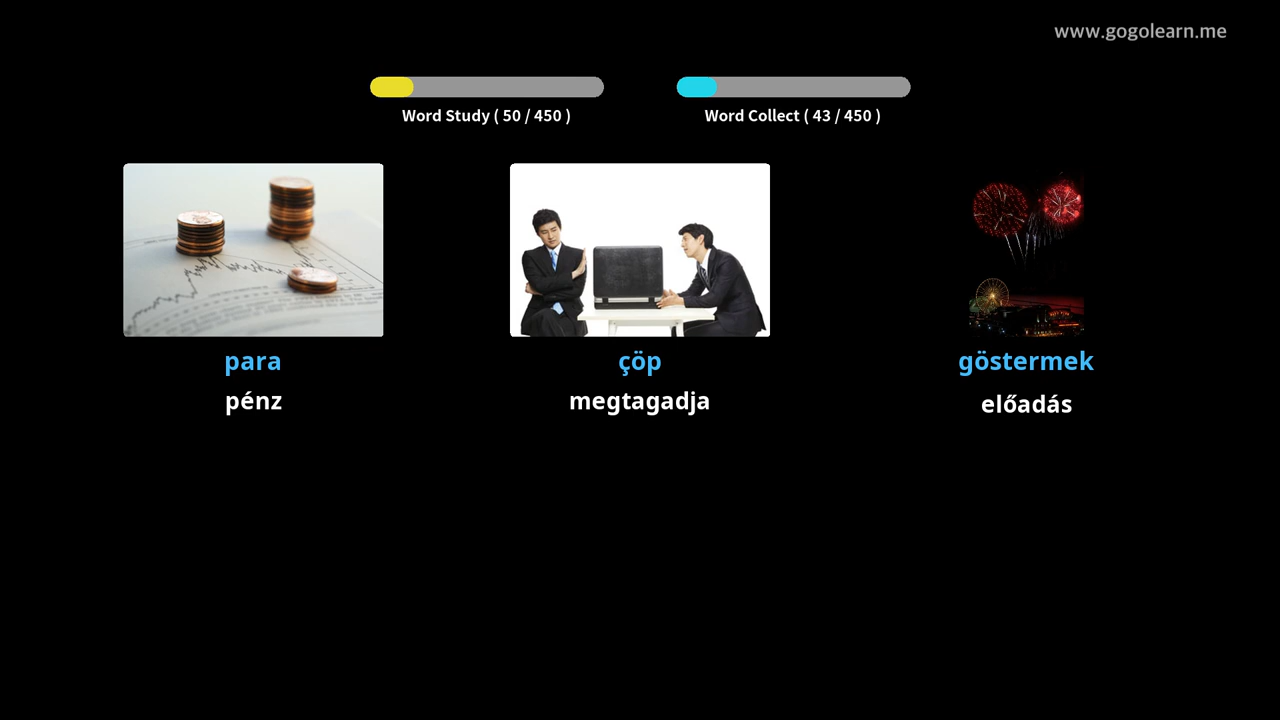 www.gogolearn.me
Word Study ( 50 / 450 )
Word Collect ( 43 / 450 )
para
çöp
göstermek
pénz
megtagadja
előadás